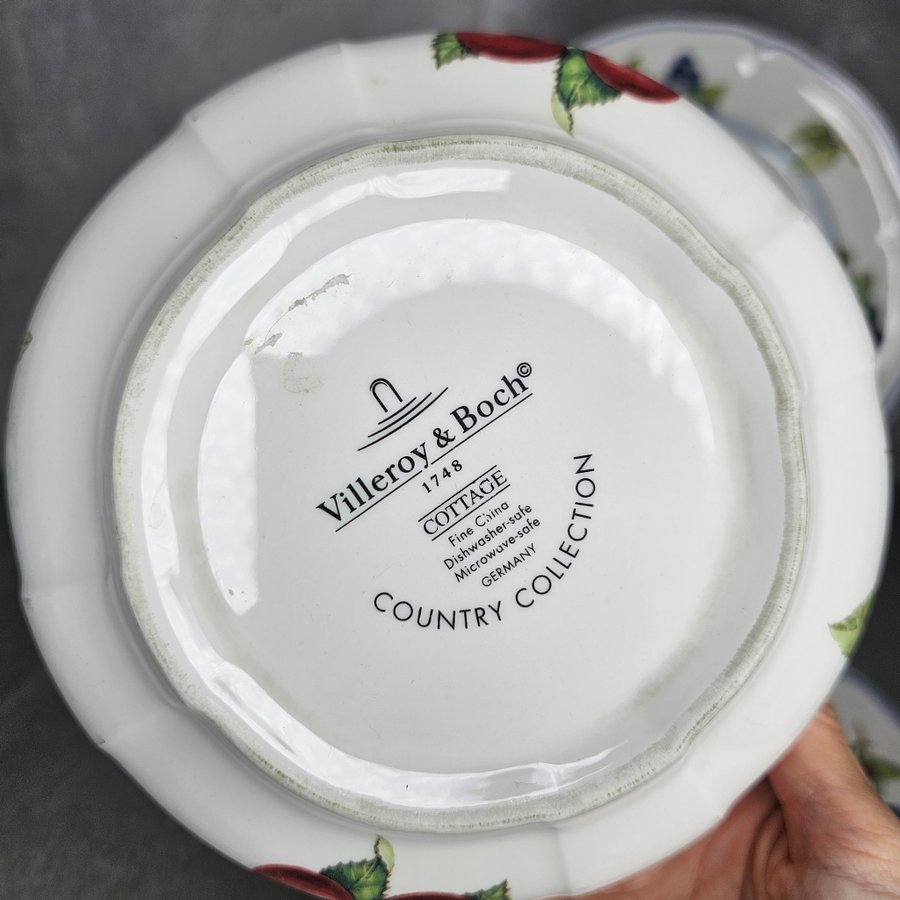 Villeroy & Boch©
1748
COTTAGE
Fine China
Dishwasher-safe
Microwave-safe
GERMANY
COUNTRY COLLECTION